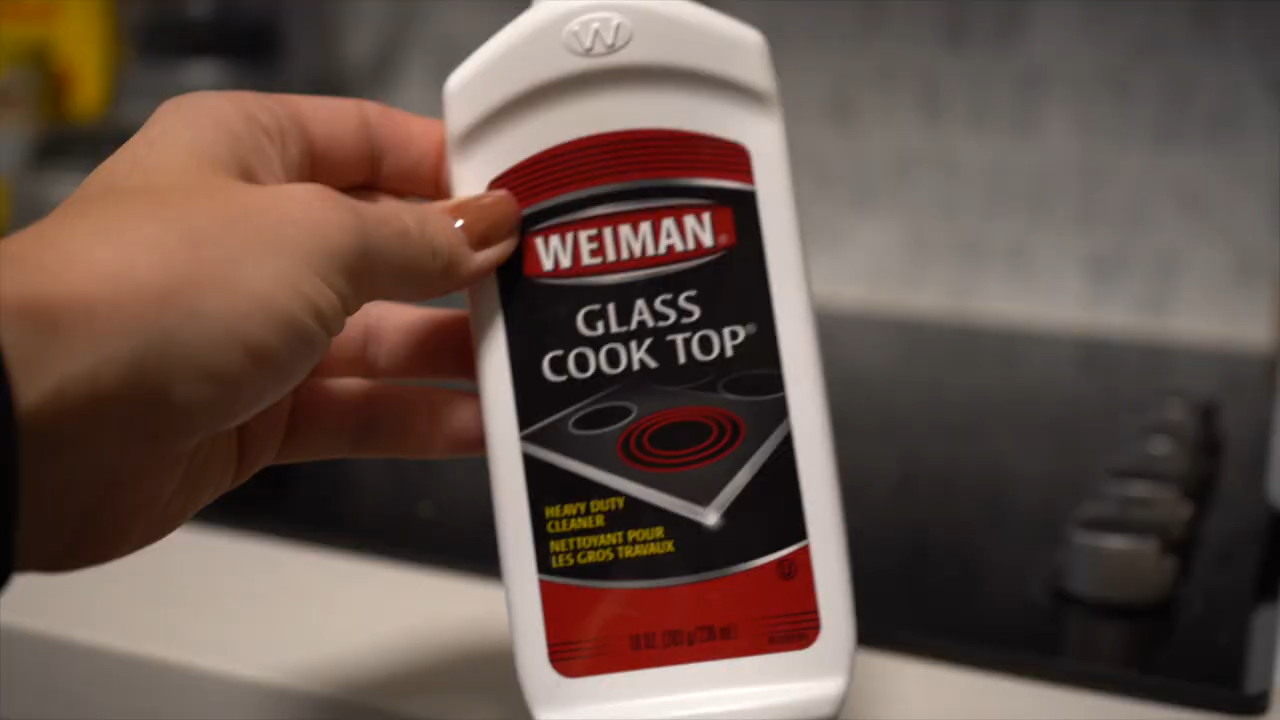 W
WEIMAN®
GLASS
COOK TOP®
HEAVY DUTY
CLEANER
NETTOYANT POUR
LES GROS TRAVAUX